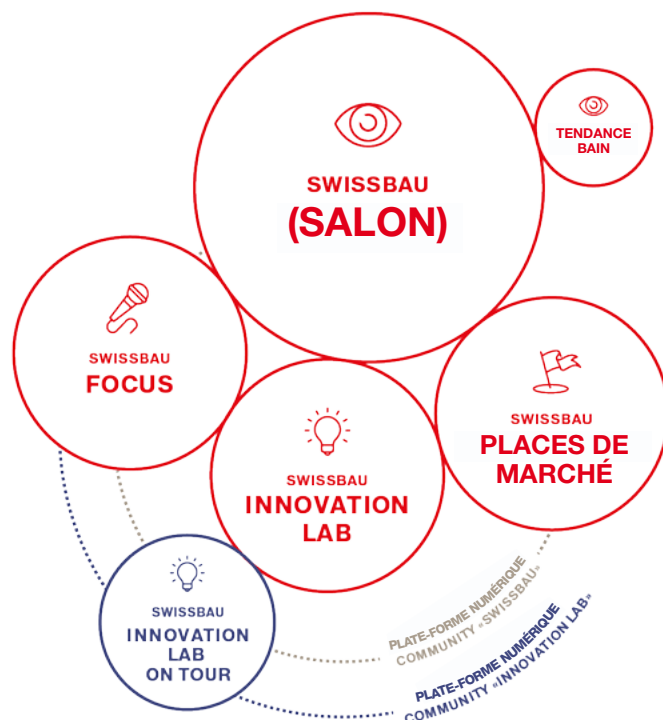 SWISSBAU
(SALON)
TENDANCE
BAIN
SWISSBAU
FOCUS
SWISSBAU
PLACES DE
MARCHÉ
SWISSBAU
INNOVATION
LAB
SWISSBAU
INNOVATION
LAB
ON TOUR
PLATE-FORME NUMÉRIQUE
COMMUNITY «SWISSBAU»
PLATE-FORME NUMÉRIQUE
COMMUNITY «INNOVATION LAB»